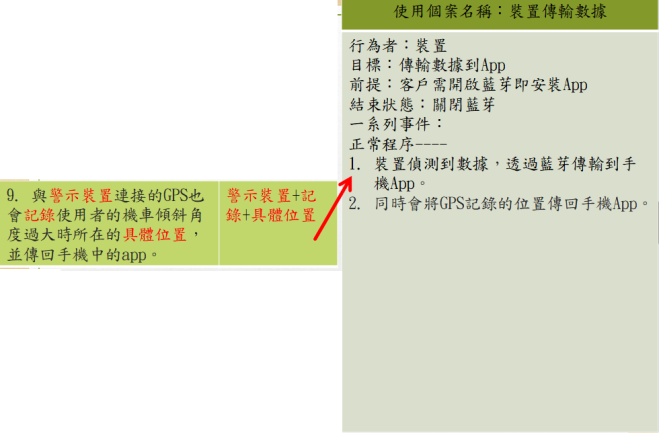 使用個案名稱：裝置傳輸數據
行為者：裝置
目標：傳輸數據到App
前提：客戶需開啟藍芽即安裝App
結束狀態：關閉藍芽
一系列事件：
正常程序----
1. 裝置偵測到數據，透過藍芽傳輸到手
機App。
2. 同時會將GPS記錄的位置傳回手機App。
9. 與警示裝置連接的GPS也
會記錄使用者的機車傾斜角
度過大時所在的具體位置，
並傳回手機中的app。
警示裝置+記
錄+具體位置